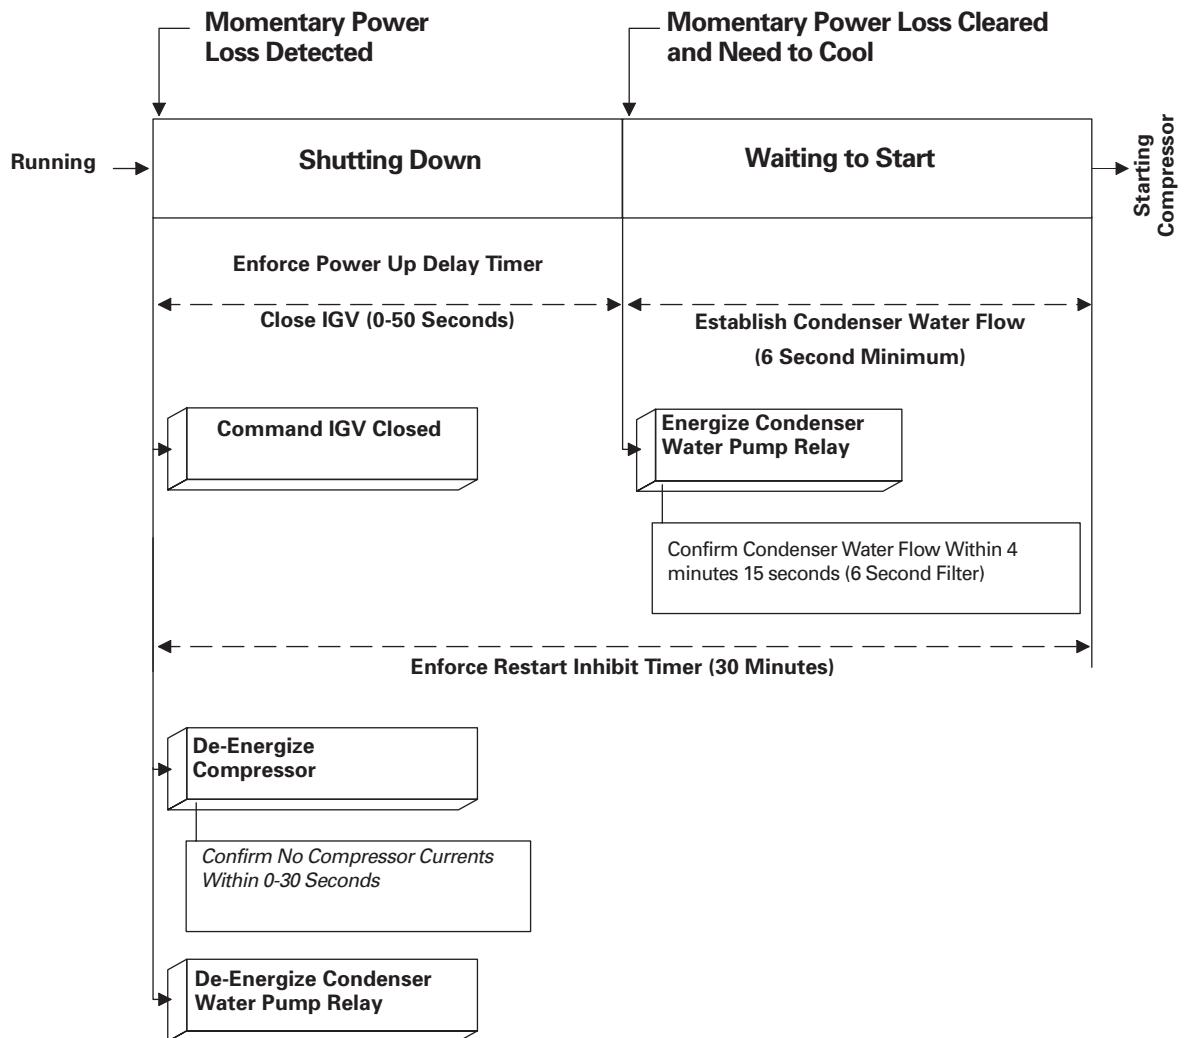 Momentary Power
Loss Detected
Momentary Power Loss Cleared
and Need to Cool
Running
Shutting Down
Waiting to Start
Starting
Compressor
Enforce Power Up Delay Timer
Close IGV (0-50 Seconds)
Establish Condenser Water Flow
(6 Second Minimum)
Command IGV Closed
Energize Condenser
Water Pump Relay
Confirm Condenser Water Flow Within 4
minutes 15 seconds (6 Second Filter)
Enforce Restart Inhibit Timer (30 Minutes)
De-Energize
Compressor
Confirm No Compressor Currents
Within 0-30 Seconds
De-Energize Condenser
Water Pump Relay